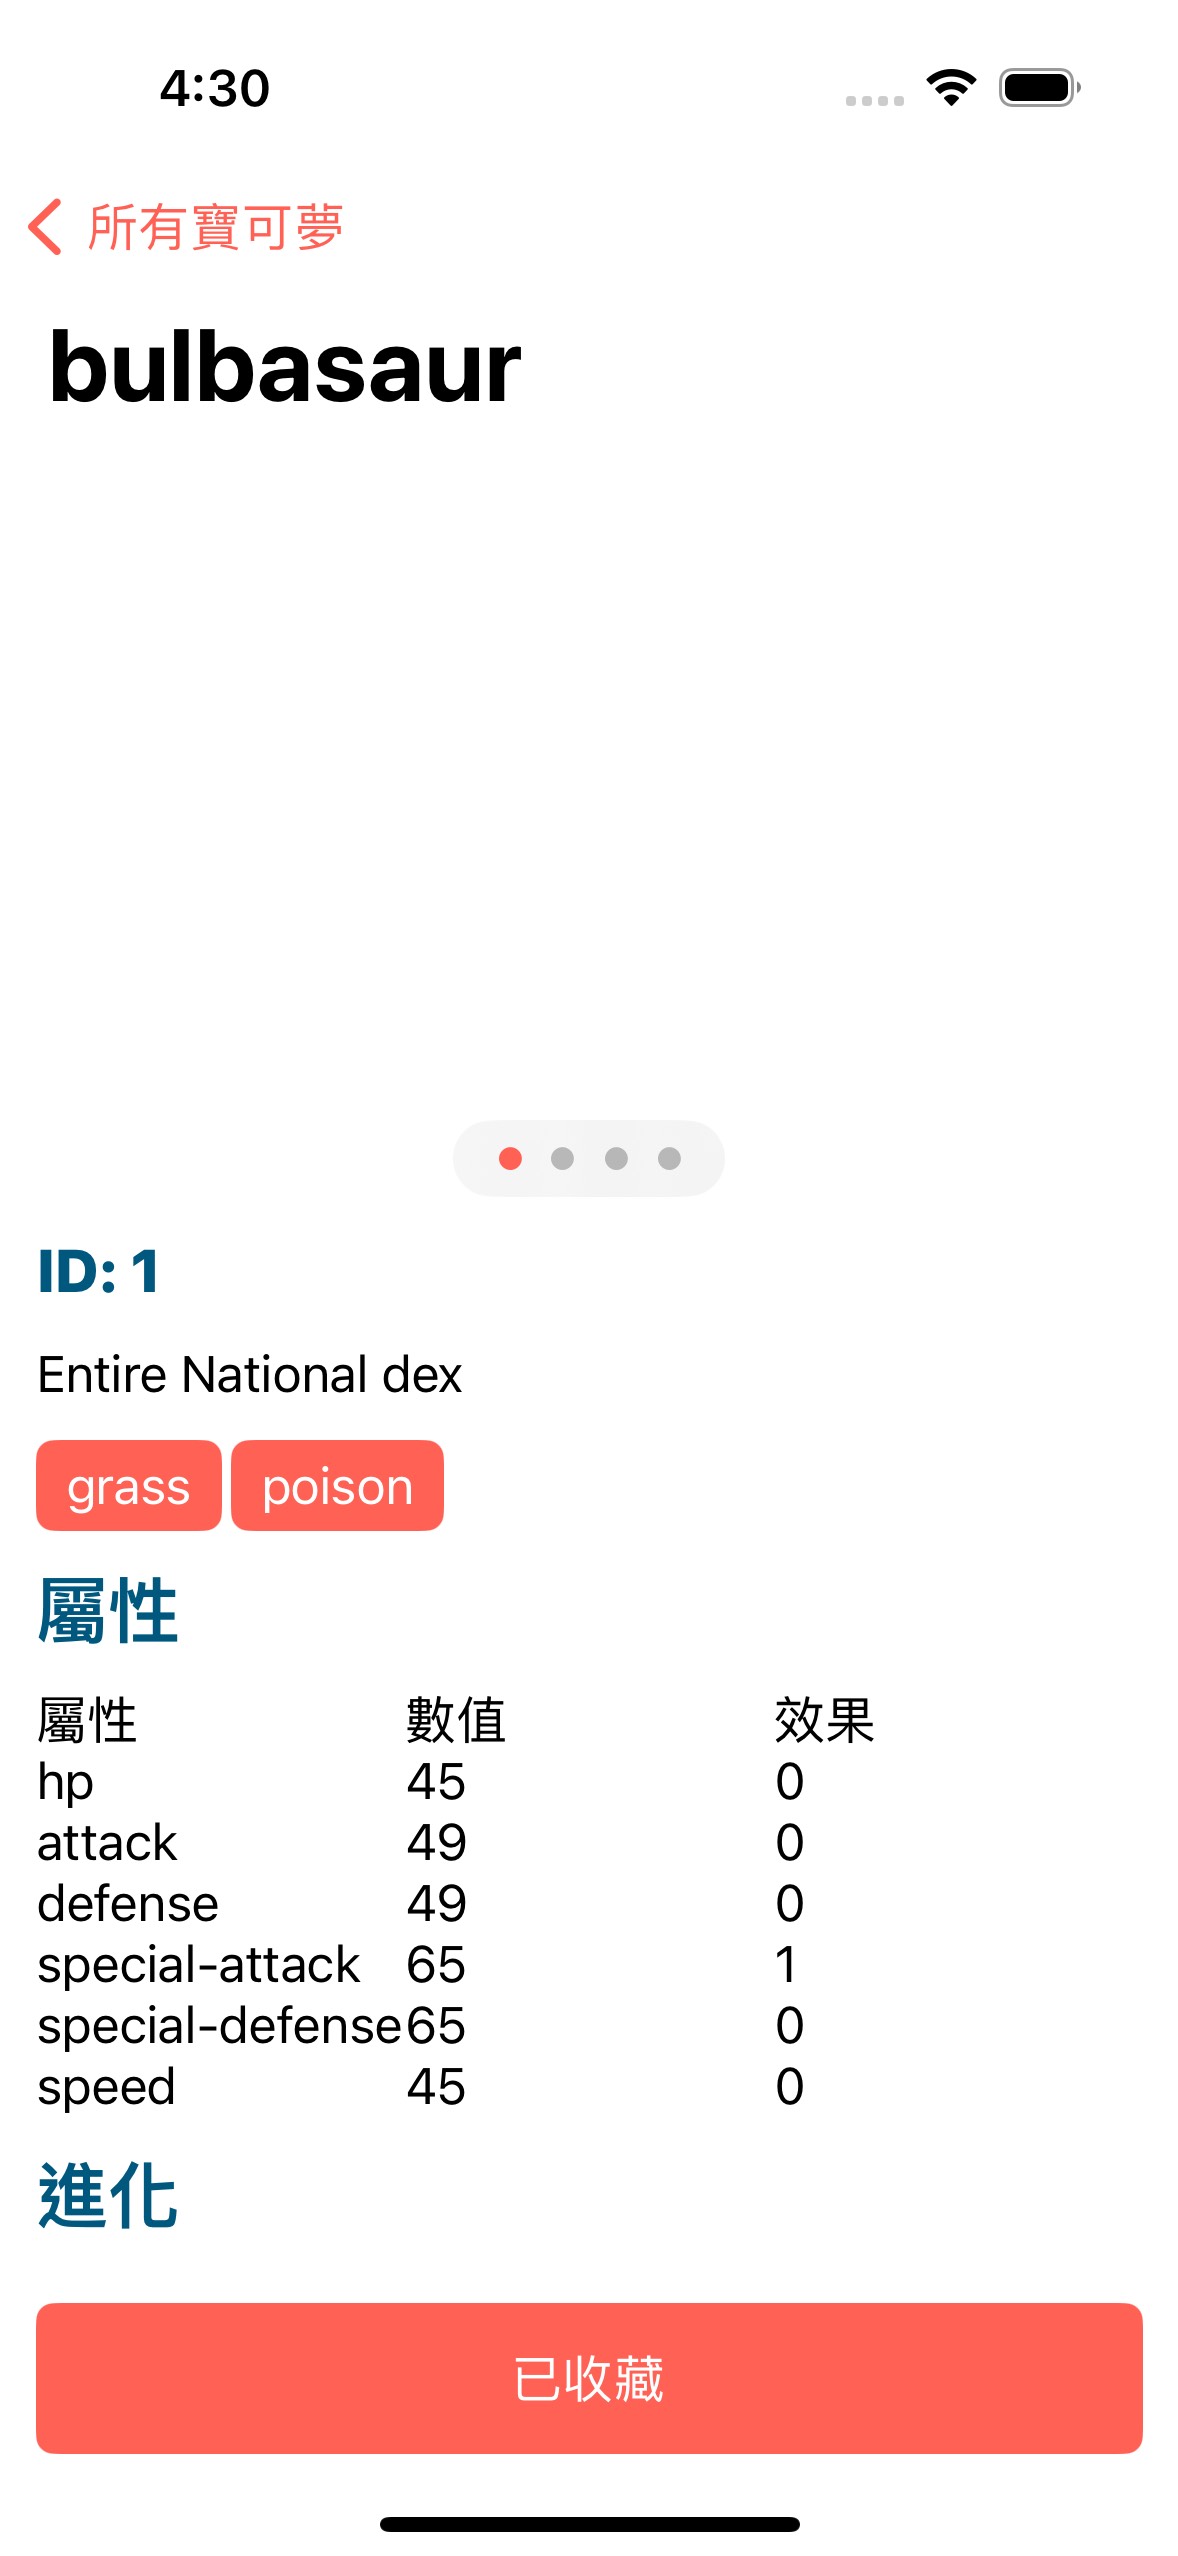 4:30
所有寶可夢
bulbasaur
ID: 1
Entire National dex
grass poison
屬性
屬性 數值 效果
hp 45 0
attack 49 0
defense 49 0
special-attack 65 1
special-defense 65 0
speed 45 0
進化
已收藏